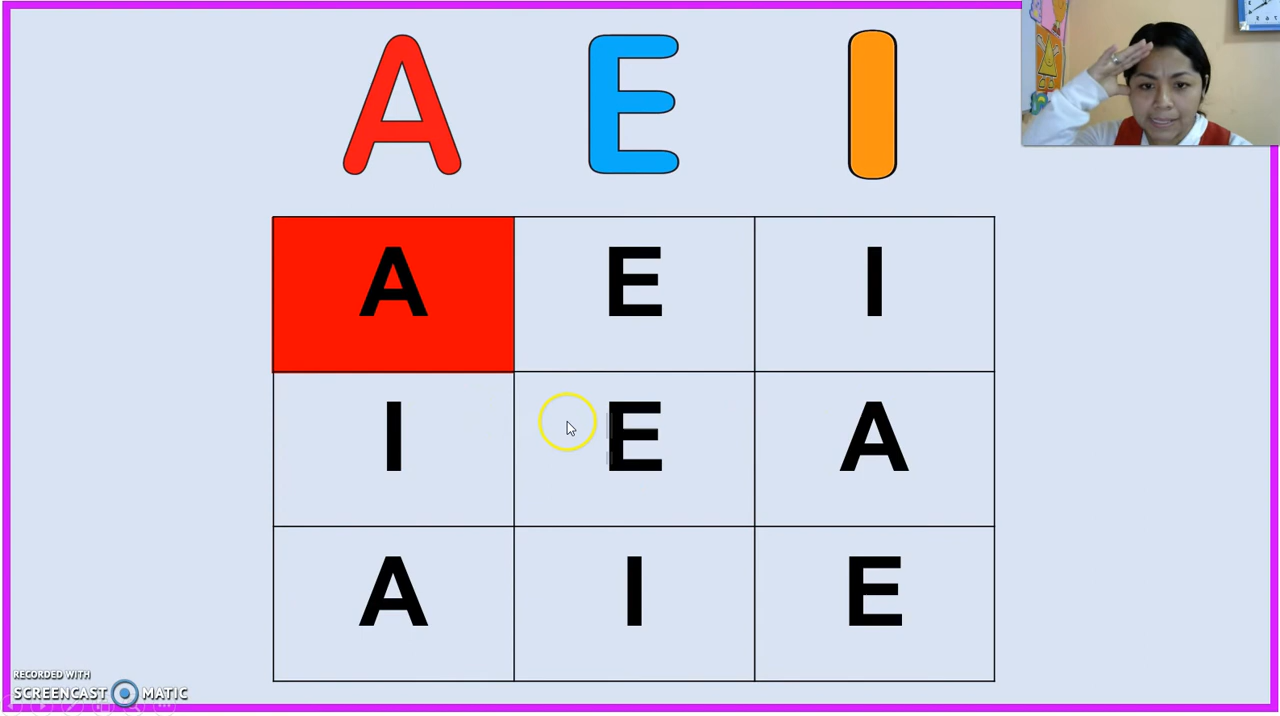 A E I
A E I
I E A
A I E
RECORDED WITH
SCREENCAST MATIC